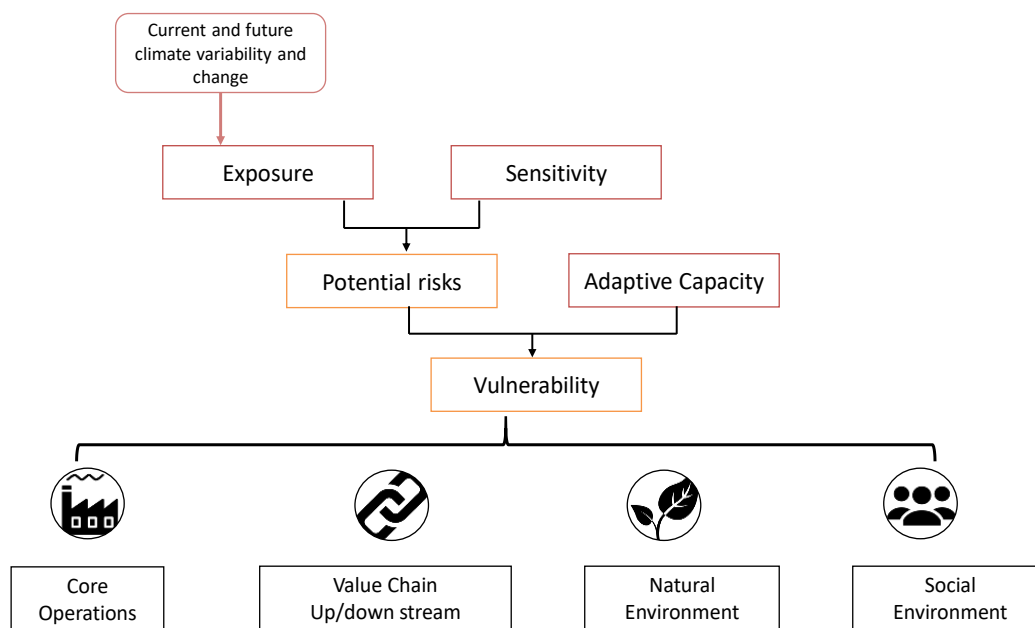 Current and future
climate variability and
change
Exposure
Sensitivity
Potential risks
Adaptive Capacity
Vulnerability
Core
Operations
Value Chain
Up/down stream
Natural
Environment
Social
Environment